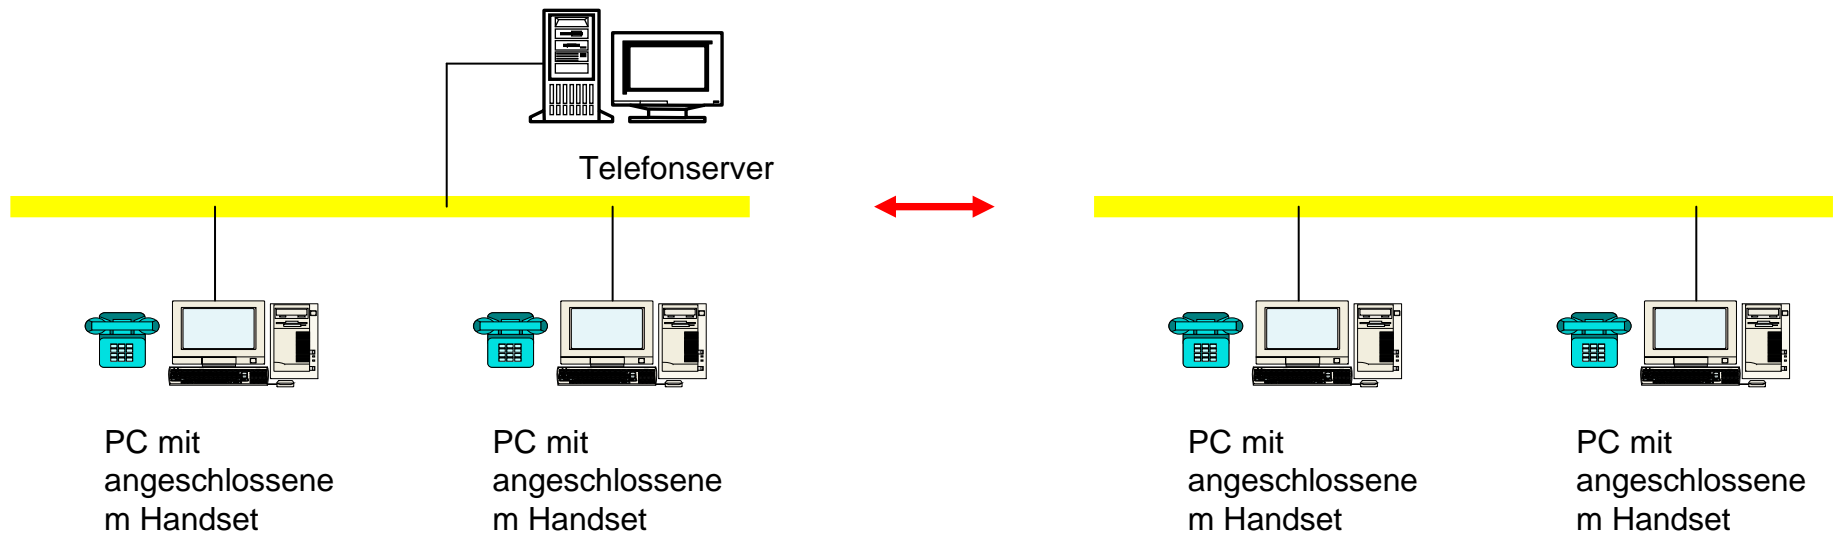 Telefonserver
PC mit
angeschlossene
m Handset
PC mit
angeschlossene
m Handset
PC mit
angeschlossene
m Handset
PC mit
angeschlossene
m Handset